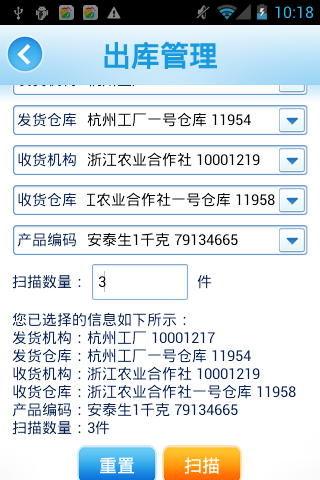 10:18
出库管理
发货仓库 杭州工厂一号仓库 11954
收货机构 浙江农业合作社 10001219
收货仓库 江农业合作社一号仓库 11958
产品编码 安泰生1千克 79134665
扫描数量： 3 件
您已选择的信息如下所示：
发货机构：杭州工厂 10001217
发货仓库：杭州工厂一号仓库 11954
收货机构：浙江农业合作社 10001219
收货仓库：浙江农业合作社一号仓库 11958
产品编码：安泰生1千克 79134665
扫描数量：3件
重置 扫描